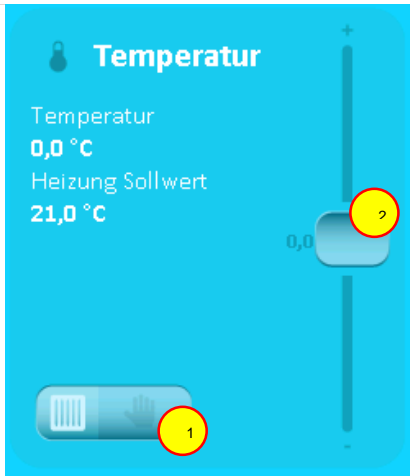 Temperatur
+
Temperatur
0,0 °C
Heizung Sollwert
21,0 °C
2
0,0
1
-